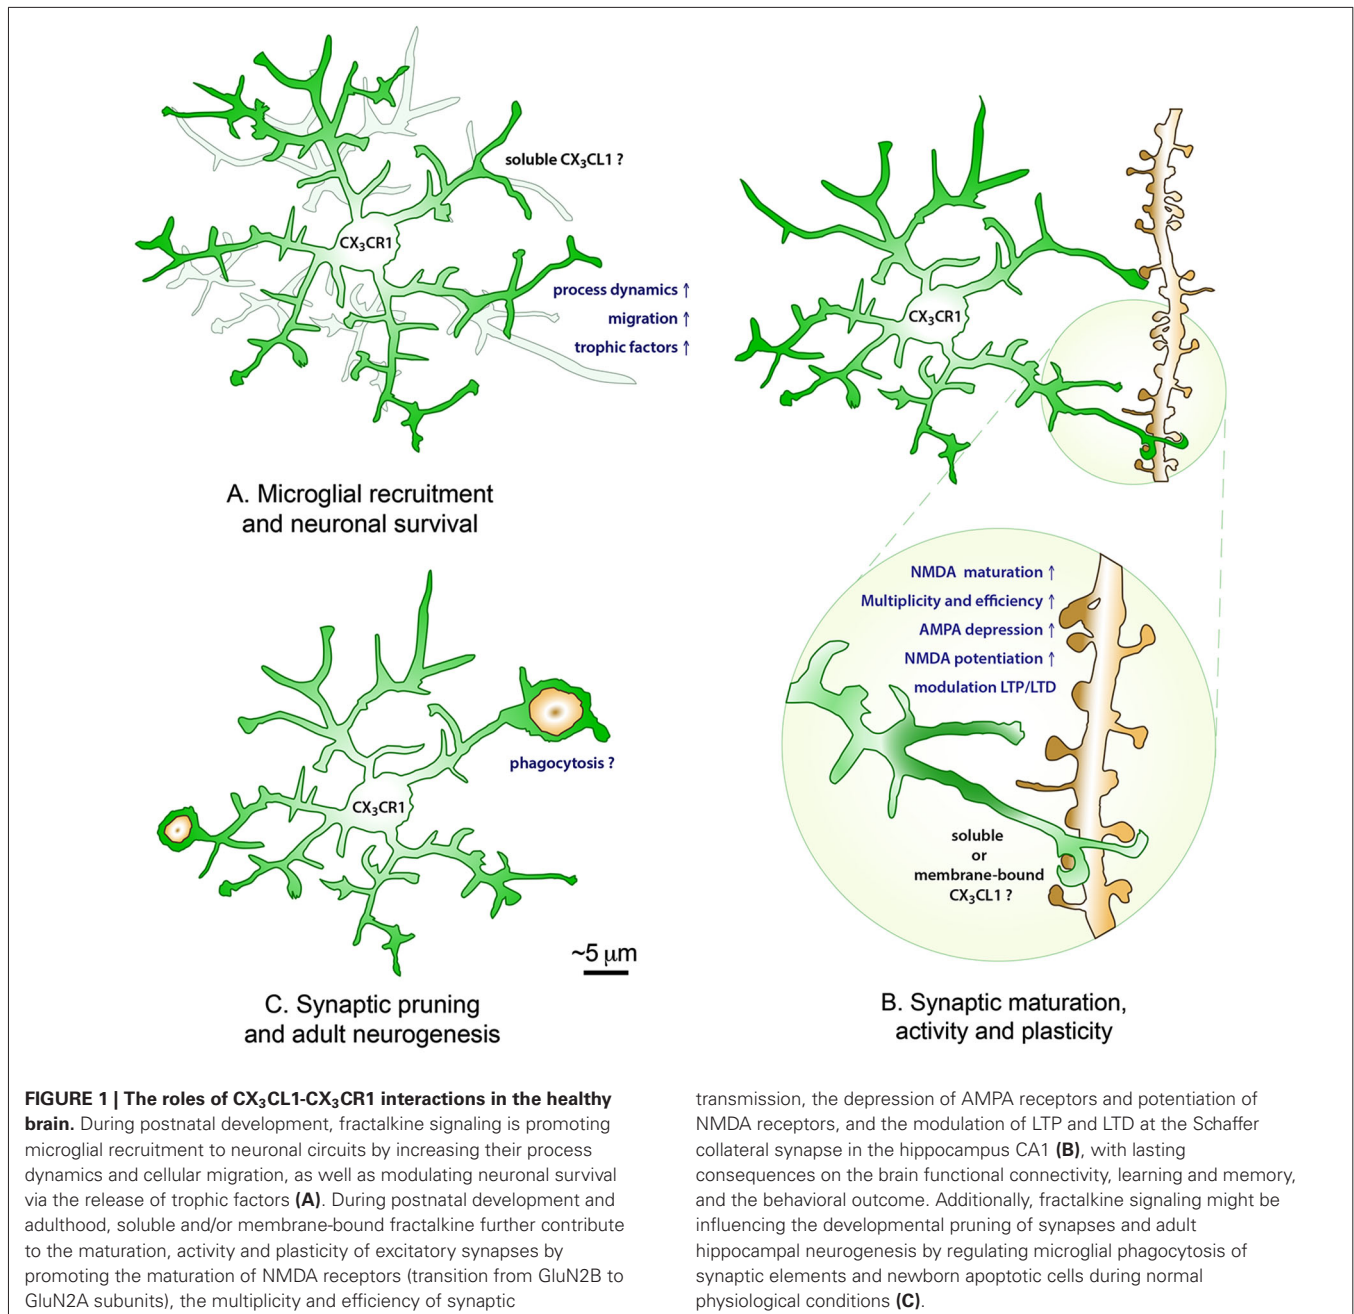 soluble CX₃CL1 ?
CX₃CR1
process dynamics ↑
migration ↑
trophic factors ↑
A. Microglial recruitment
and neuronal survival
CX₃CR1
NMDA maturation ↑
Multiplicity and efficiency ↑
AMPA depression ↑
NMDA potentiation ↑
modulation LTP/LTD
soluble
or
membrane-bound
CX₃CL1 ?
B. Synaptic maturation,
activity and plasticity
phagocytosis ?
CX₃CR1
~5 μm
C. Synaptic pruning
and adult neurogenesis
FIGURE 1 | The roles of CX₃CL1-CX₃CR1 interactions in the healthy
brain. During postnatal development, fractalkine signaling is promoting
microglial recruitment to neuronal circuits by increasing their process
dynamics and cellular migration, as well as modulating neuronal survival
via the release of trophic factors (A). During postnatal development and
adulthood, soluble and/or membrane-bound fractalkine further contribute
to the maturation, activity and plasticity of excitatory synapses by
promoting the maturation of NMDA receptors (transition from GluN2B to
GluN2A subunits), the multiplicity and efficiency of synaptic
transmission, the depression of AMPA receptors and potentiation of
NMDA receptors, and the modulation of LTP and LTD at the Schaffer
collateral synapse in the hippocampus CA1 (B), with lasting
consequences on the brain functional connectivity, learning and memory,
and the behavioral outcome. Additionally, fractalkine signaling might be
influencing the developmental pruning of synapses and adult
hippocampal neurogenesis by regulating microglial phagocytosis of
synaptic elements and newborn apoptotic cells during normal
physiological conditions (C).